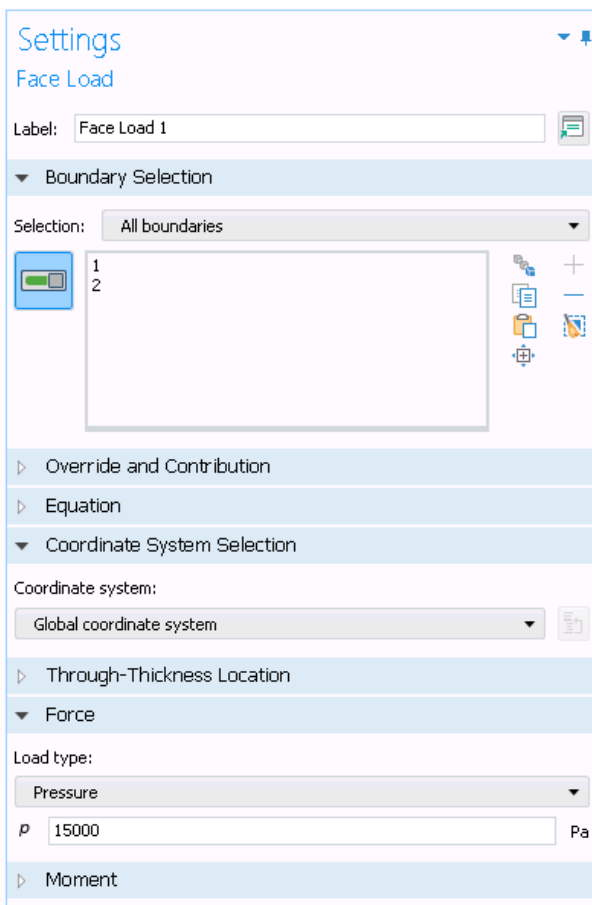 Settings
Face Load
Label: Face Load 1
Boundary Selection
Selection: All boundaries
1
2
Override and Contribution
Equation
Coordinate System Selection
Coordinate system:
Global coordinate system
Through-Thickness Location
Force
Load type:
Pressure
p 15000 Pa
Moment